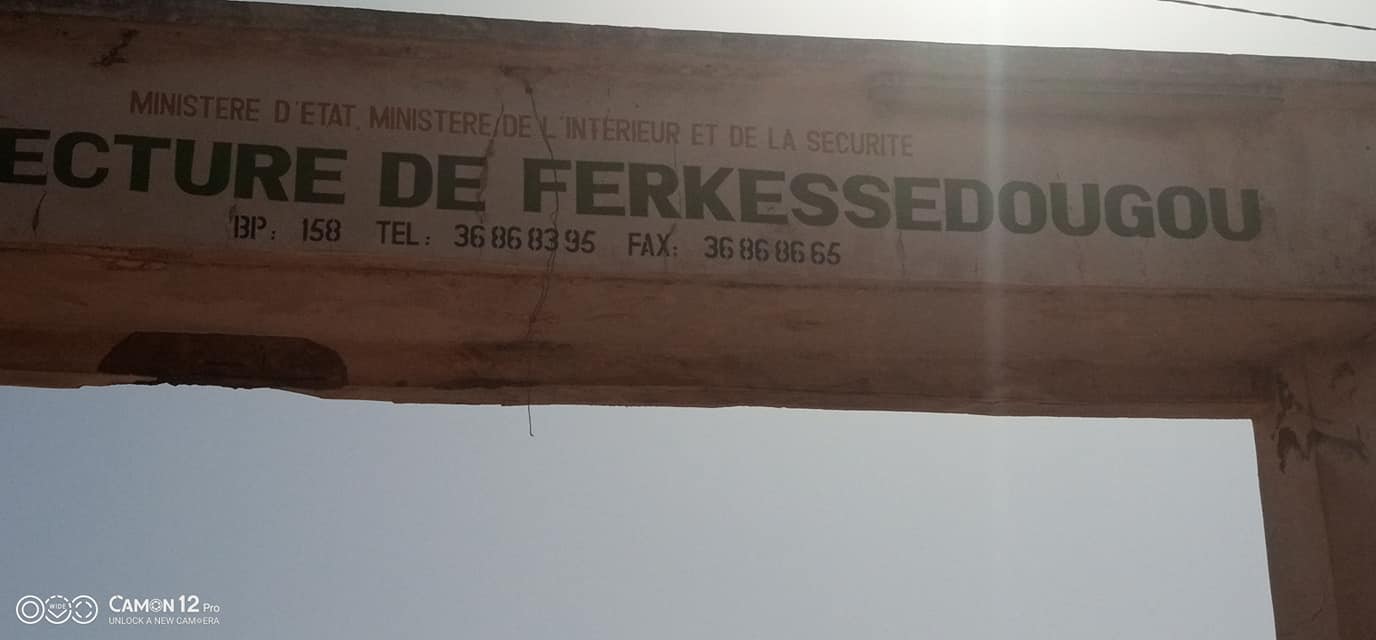 MINISTERE D'ETAT, MINISTERE DE L'INTERIEUR ET DE LA SECURITE
ECTURE DE FERKESSEDOUGOU
BP: 158 TEL: 36 86 83 95 FAX: 36 86 86 65
WIDE CAMON 12 Pro
UNLOCK A NEW CAMERA